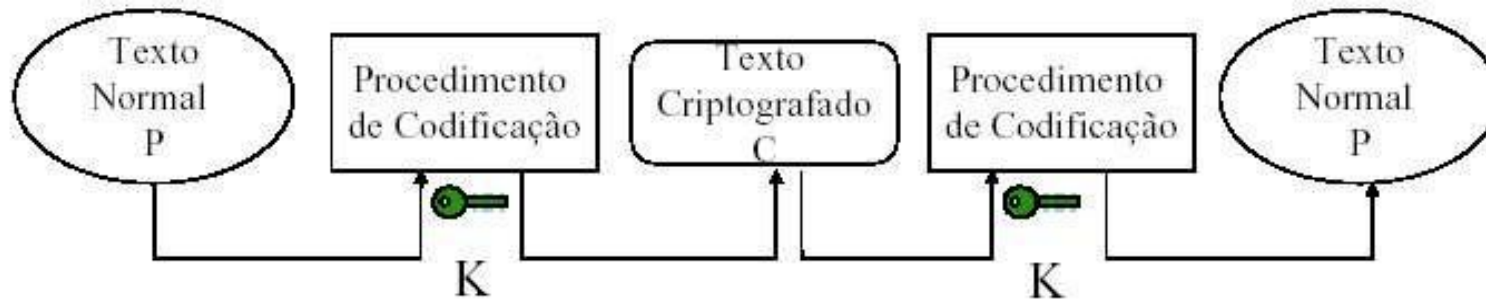 Texto
Normal
P
Procedimento
de Codificação
K
Texto
Criptografado
C
Procedimento
de Codificação
K
Texto
Normal
P